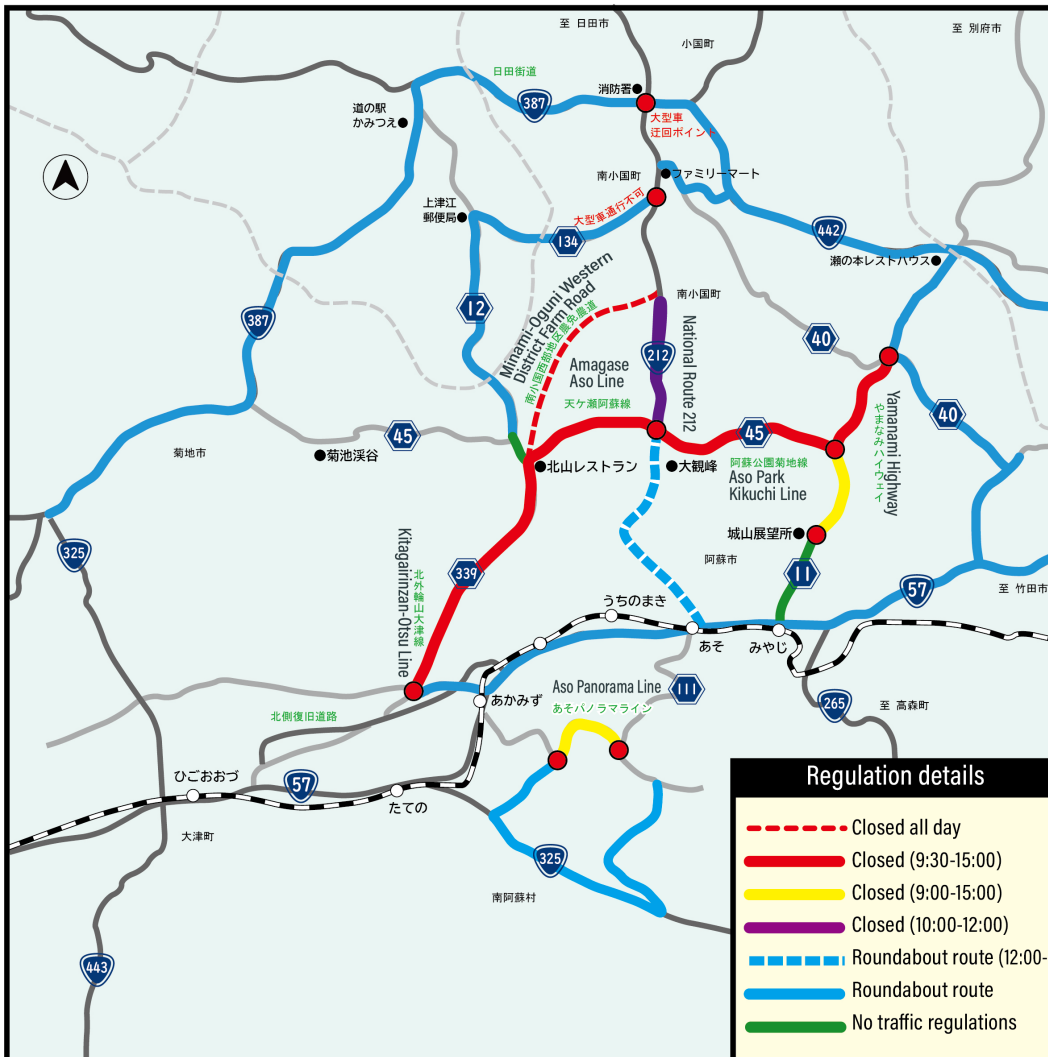 至 日田市
小国町
至 別府市
日田街道
387
消防署
道の駅
かみつえ
大型車
迂回ポイント
南小国町
ファミリーマート
上津江
郵便局
大型車通行不可
134
442
瀬の本レストハウス
Minami-Oguni Western
District Farm Road
南小国西部地区農免農道
南小国町
387
12
National Route 212
212
40
Amagase
Aso Line
天ケ瀬阿蘇線
Yamanami Highway
やまなみハイウェイ
40
45
菊池渓谷
菊地市
北山レストラン
45
大観峰
阿蘇公園菊地線
Aso Park
Kikuchi Line
325
Kitagairinzan-Otsu Line
北外輪山大津線
339
城山展望所
阿蘇市
11
57
至 竹田市
うちのまき
あそ
みやじ
あかみず
Aso Panorama Line
あそパノラマライン
111
265
至 高森町
北側復旧道路
ひごおおづ
57
たての
大津町
325
南阿蘇村
443
Regulation details
Closed all day
Closed (9:30-15:00)
Closed (9:00-15:00)
Closed (10:00-12:00)
Roundabout route (12:00-
Roundabout route
No traffic regulations